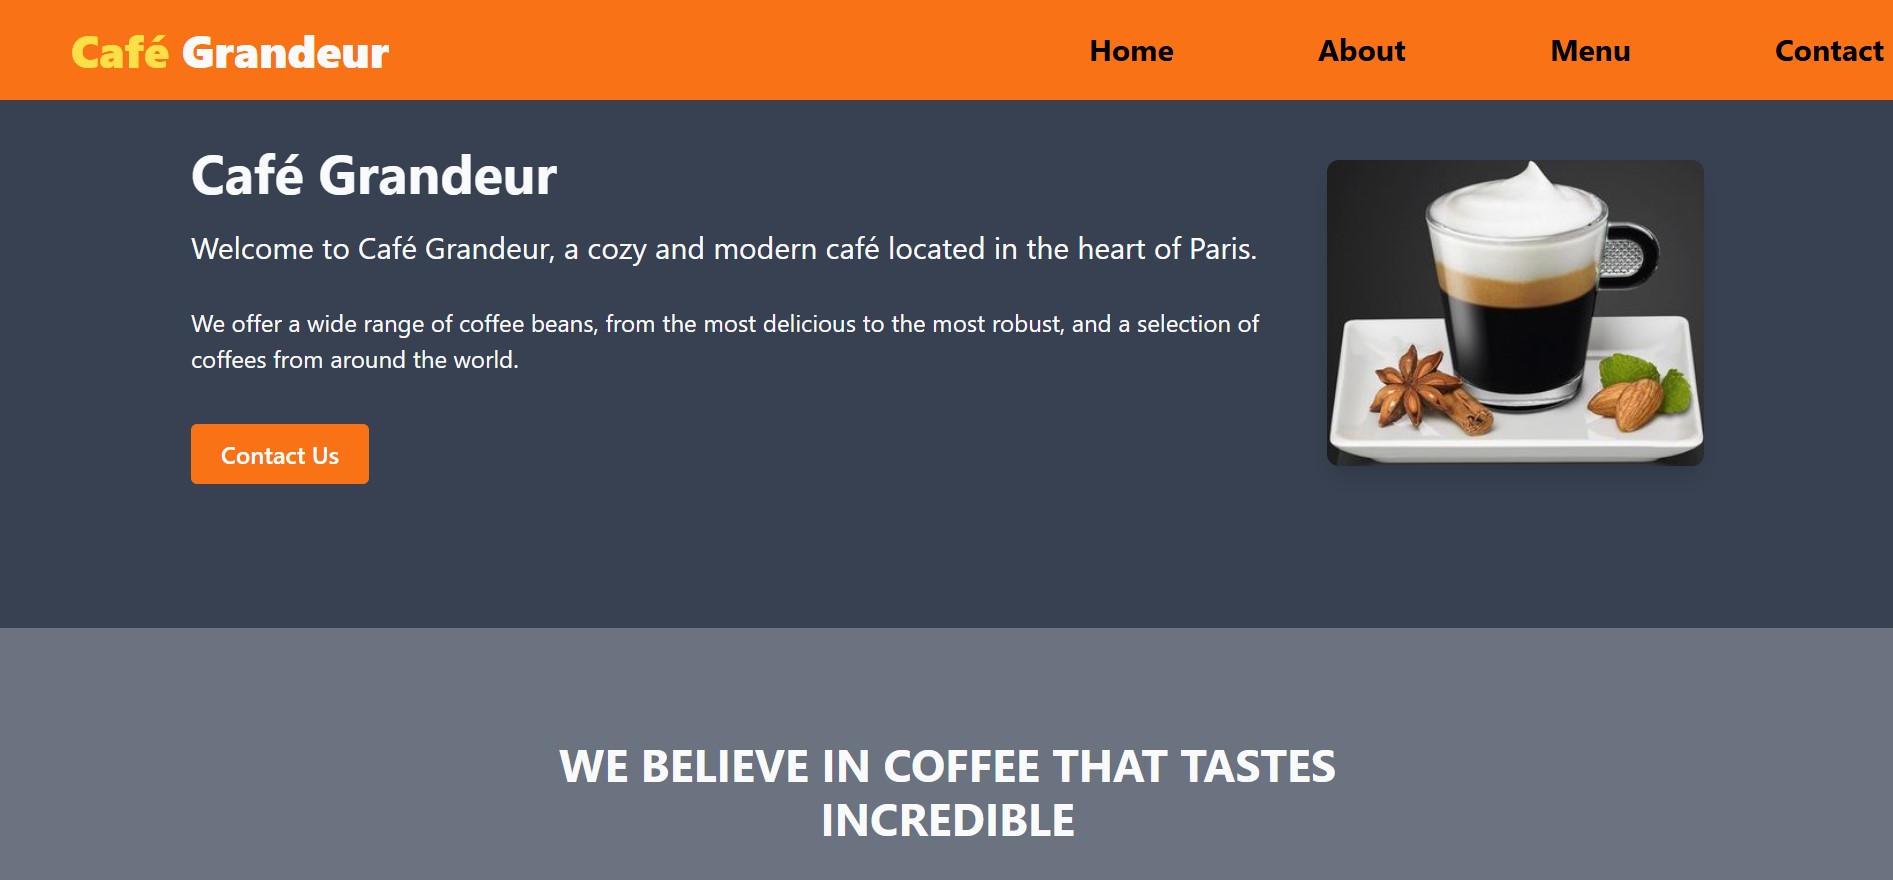 Café Grandeur
Home
About
Menu
Contact
Café Grandeur
Welcome to Café Grandeur, a cozy and modern café located in the heart of Paris.
We offer a wide range of coffee beans, from the most delicious to the most robust, and a selection of
coffees from around the world.
Contact Us
WE BELIEVE IN COFFEE THAT TASTES
INCREDIBLE